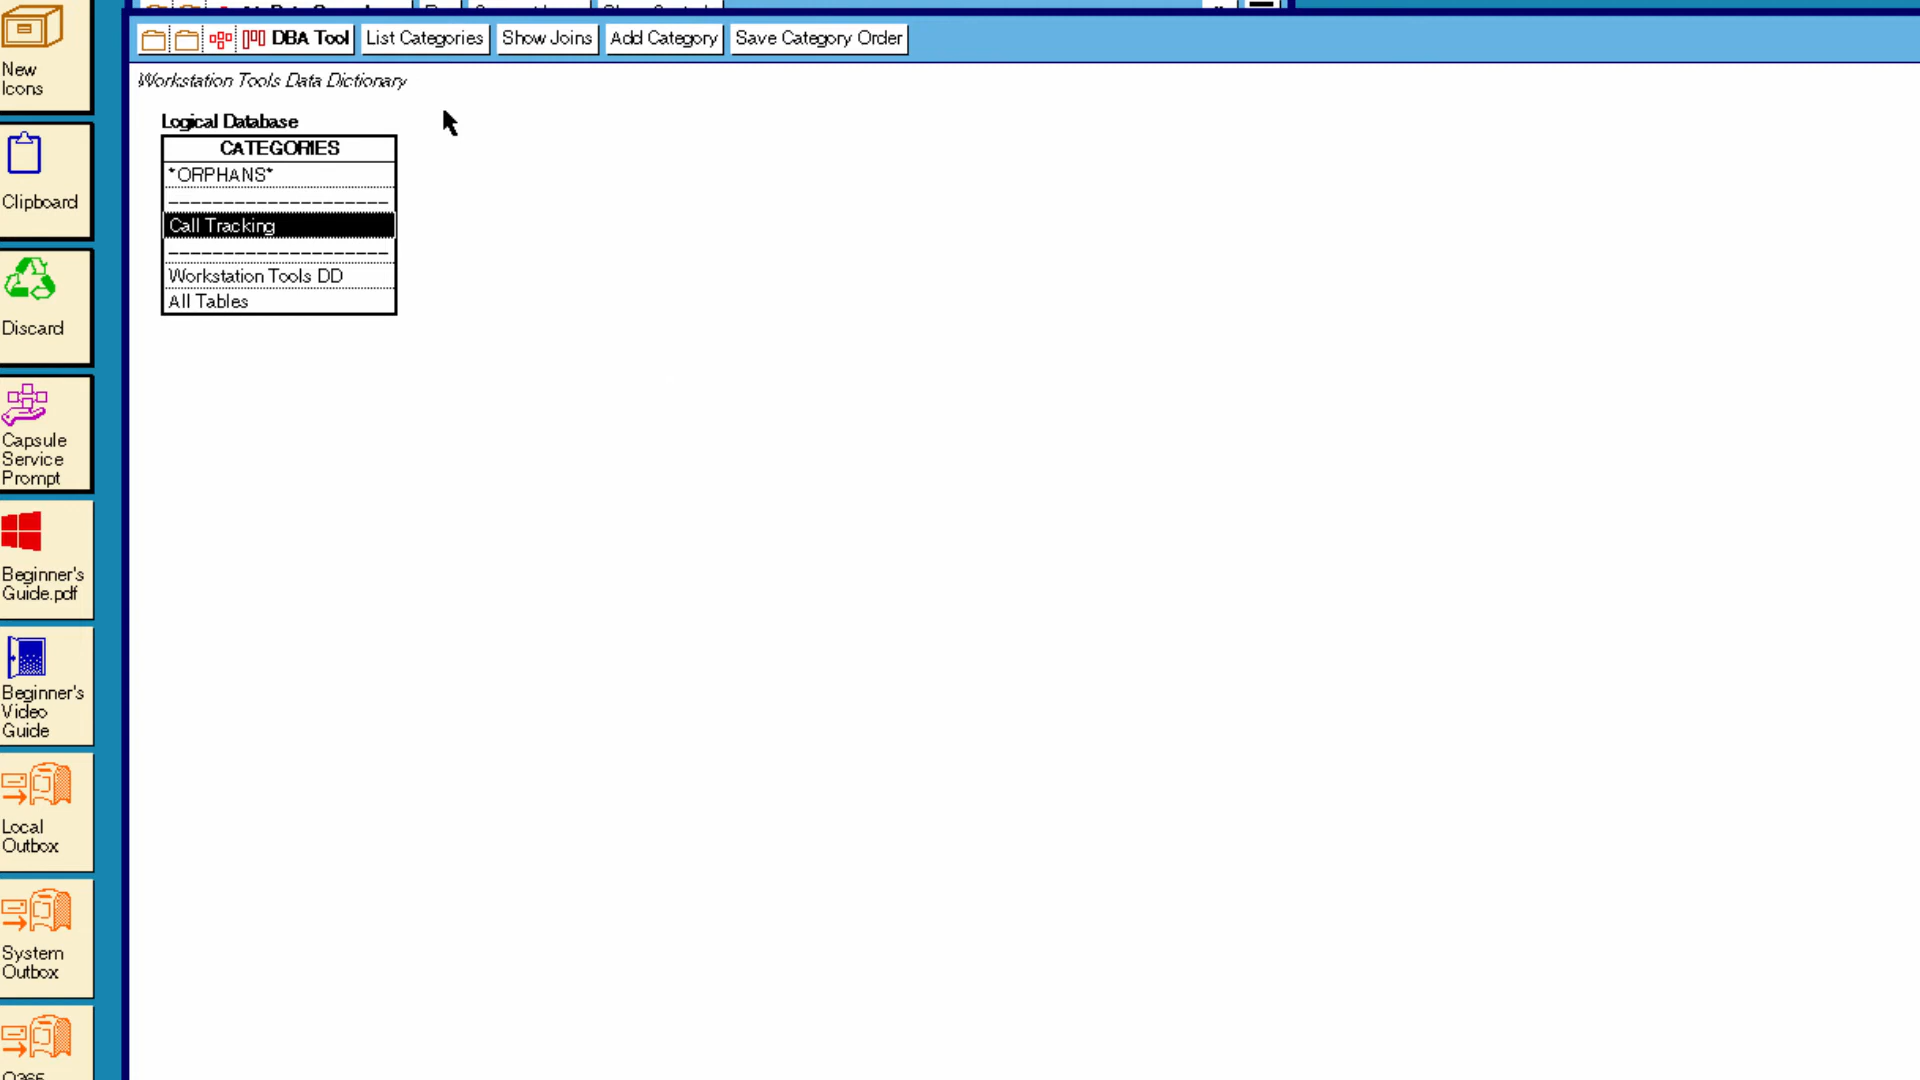 DBA Tool List Categories Show Joins Add Category Save Category Order
Workstation Tools Data Dictionary
Logical Database
CATEGORIES
*ORPHANS*
--------------------
Call Tracking
--------------------
Workstation Tools DD
All Tables
New
Icons
Clipboard
Discard
Capsule
Service
Prompt
Beginner's
Guide.pdf
Beginner's
Video
Guide
Local
Outbox
System
Outbox